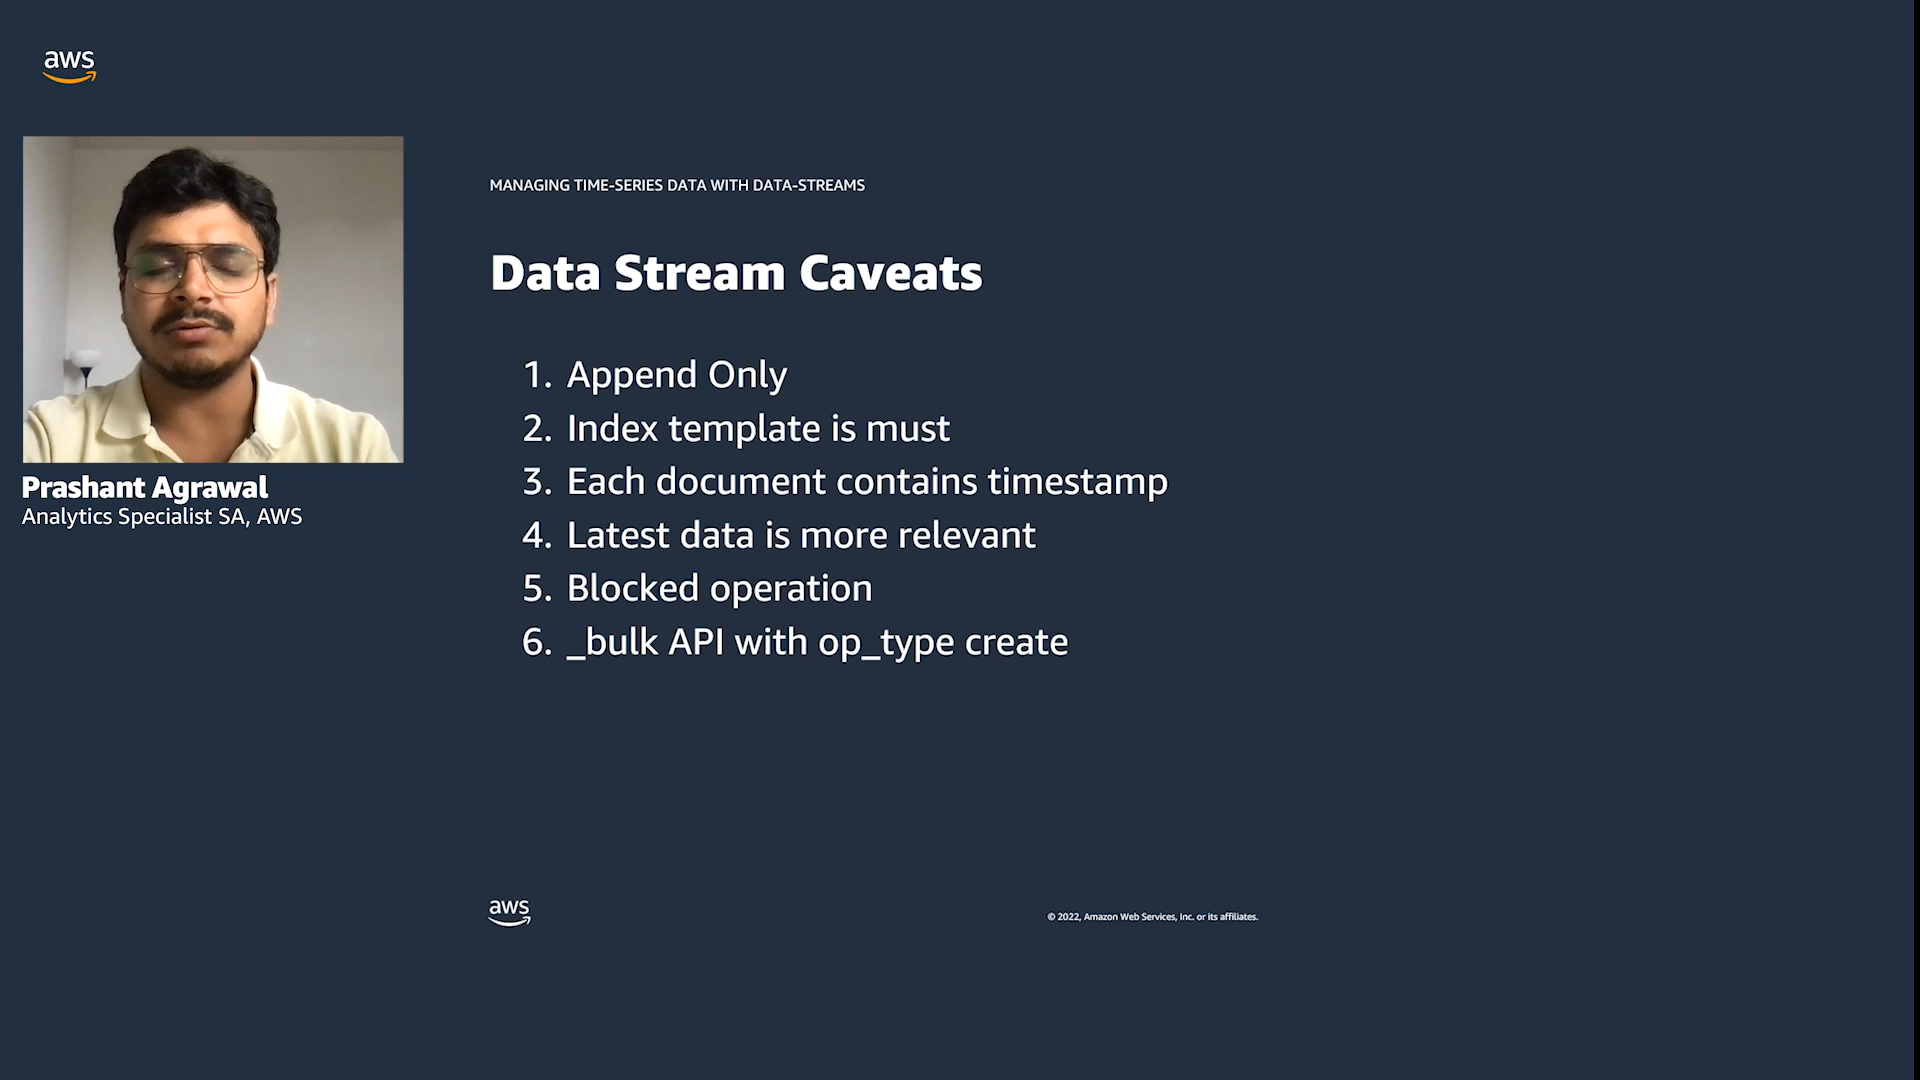 aws
Prashant Agrawal
Analytics Specialist SA, AWS
MANAGING TIME-SERIES DATA WITH DATA-STREAMS
Data Stream Caveats
1. Append Only
2. Index template is must
3. Each document contains timestamp
4. Latest data is more relevant
5. Blocked operation
6. _bulk API with op_type create
aws
© 2022, Amazon Web Services, Inc. or its affiliates.